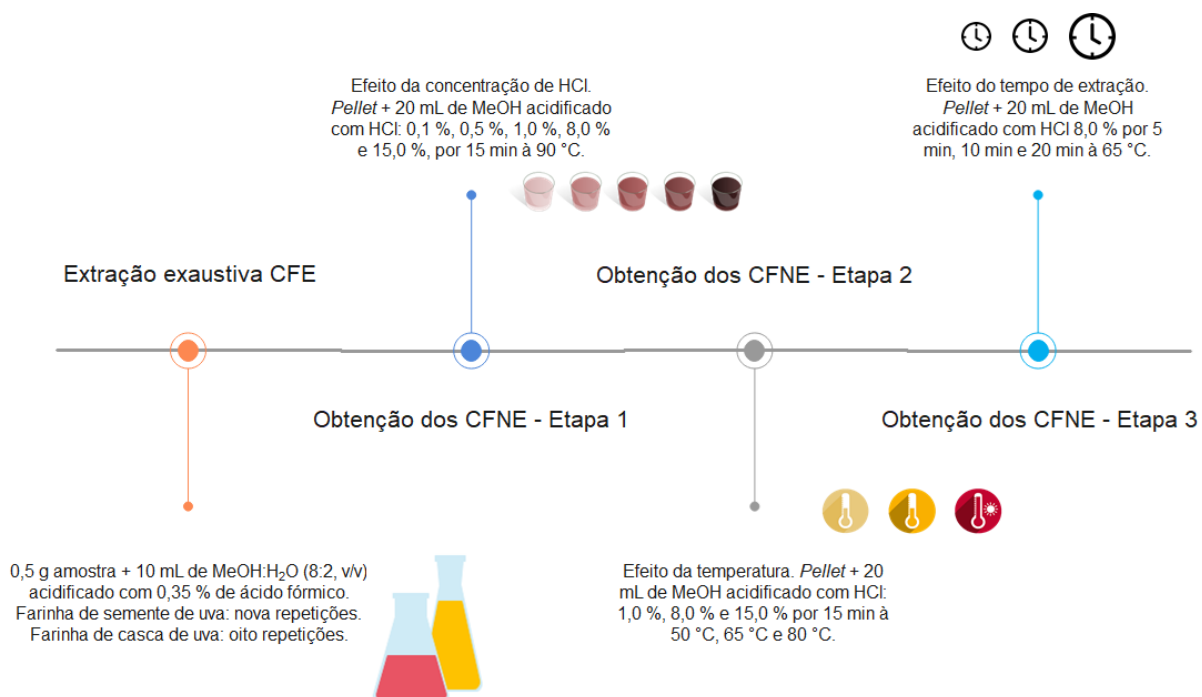 Extração exaustiva CFE
0,5 g amostra + 10 mL de MeOH:H₂O (8:2, v/v)
acidificado com 0,35 % de ácido fórmico.
Farinha de semente de uva: nova repetições.
Farinha de casca de uva: oito repetições.
Efeito da concentração de HCl.
Pellet + 20 mL de MeOH acidificado
com HCl: 0,1 %, 0,5 %, 1,0 %, 8,0 %
e 15,0 %, por 15 min à 90 °C.
Obtenção dos CFNE - Etapa 1
Obtenção dos CFNE - Etapa 2
Efeito da temperatura. Pellet + 20
mL de MeOH acidificado com HCl:
1,0 %, 8,0 % e 15,0 % por 15 min à
50 °C, 65 °C e 80 °C.
Efeito do tempo de extração.
Pellet + 20 mL de MeOH
acidificado com HCl 8,0 % por 5
min, 10 min e 20 min à 65 °C.
Obtenção dos CFNE - Etapa 3